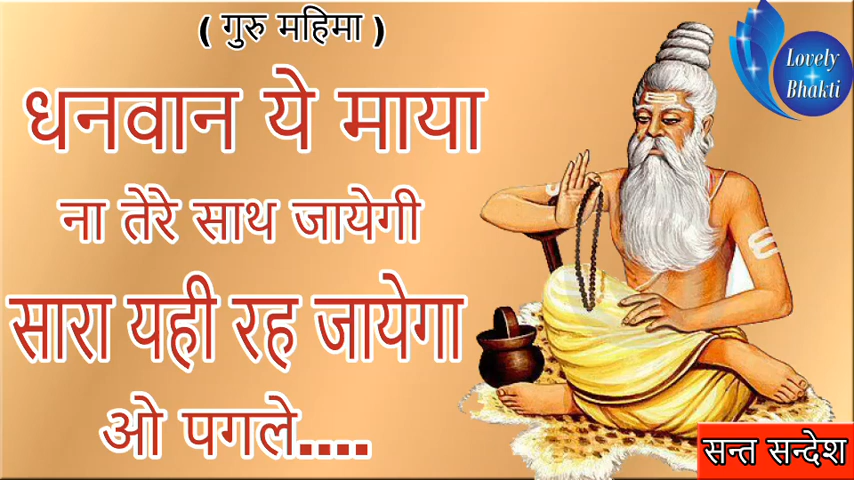 ( गुरु महिमा )
Lovely
Bhakti
धनवान ये माया
ना तेरे साथ जायेगी
सारा यही रह जायेगा
ओ पगले....
सन्त सन्देश